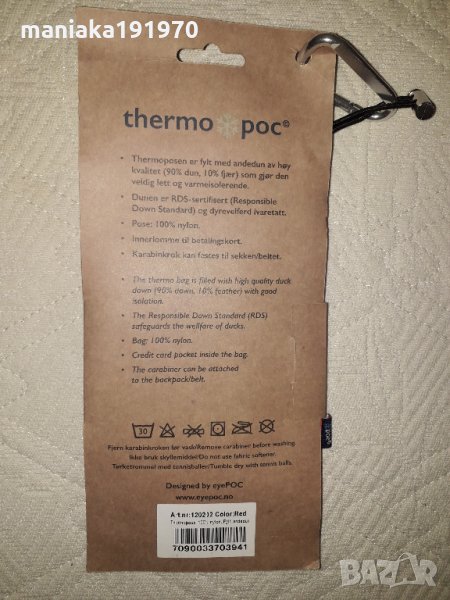 maniaka191970
thermo poc©
• Thermoposen er fylt med andedun av høy
kvalitet (90% dun, 10% fjær) som gjør den
veldig lett og varmeisolerende.
• Dunen er RDS-sertifisert (Responsible
Down Standard) og dyrevelferd ivaretatt.
• Pose: 100% nylon.
• Innerlomme til betalingskort.
• Karabinkrok kan festes til sekken/beltet.
• The thermo bag is filled with high quality duck
down (90% down, 10% feather) with good
isolation.
• The Responsible Down Standard (RDS)
safeguards the wellfare of ducks.
• Bag: 100% nylon.
• Credit card pocket inside the bag.
• The carabiner can be attached
to the backpack/belt.
30
Fjern karabinkroken før vask/Remove carabiner before washing.
Ikke bruk skyllemiddel/Do not use fabric softener.
Tørketrommel med tennisballer/Tumble dry with tennis balls.
Designed by eyePOC
www.eyepoc.no
Art.nr:120202 Color:Red
7090033703941
BAZAR